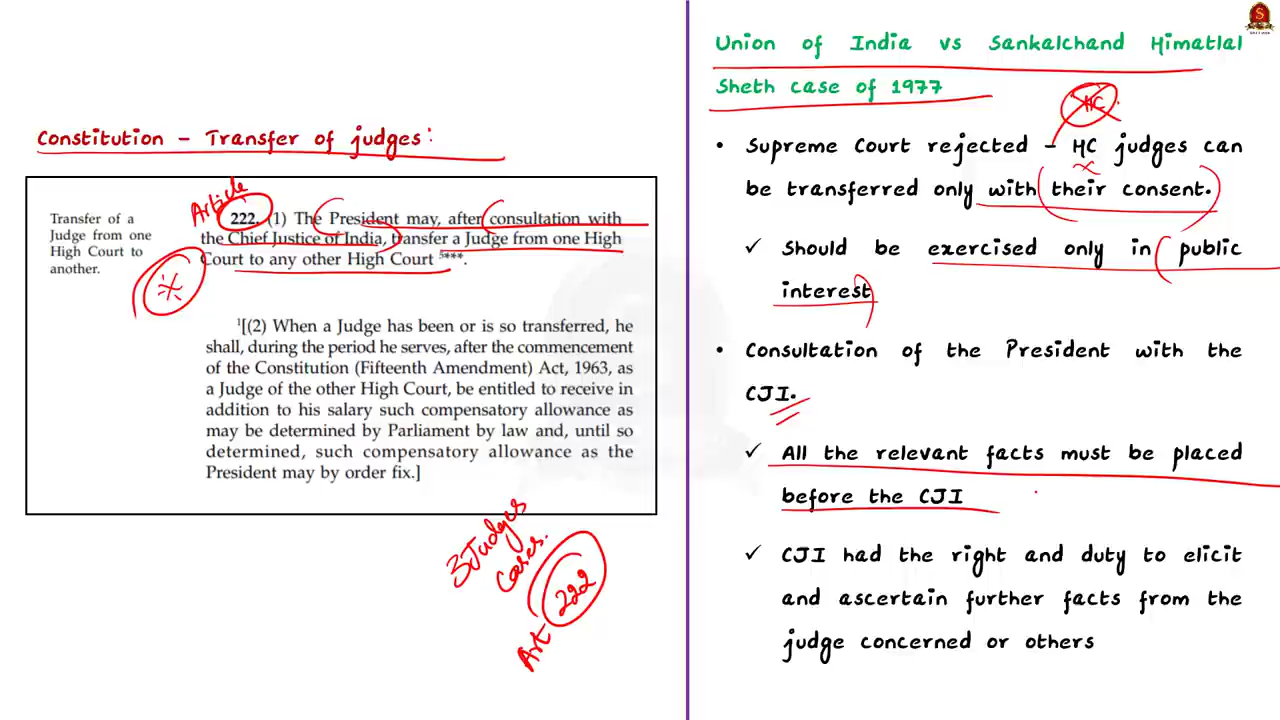 Constitution - Transfer of judges:
Article
Transfer of a
Judge from one
High Court to
another.
222. (1) The President may, after consultation with
the Chief Justice of India, transfer a Judge from one High
Court to any other High Court ⁵***.
¹[(2) When a Judge has been or is so transferred, he
shall, during the period he serves, after the commencement
of the Constitution (Fifteenth Amendment) Act, 1963, as
a Judge of the other High Court, be entitled to receive in
addition to his salary such compensatory allowance as
may be determined by Parliament by law and, until so
determined, such compensatory allowance as the
President may by order fix.]
3 Judges
Cases.
Art 222
Union of India vs Sankalchand Himatlal
Sheth case of 1977
HC
• Supreme Court rejected - HC judges can
be transferred only with their consent.
✓ Should be exercised only in public
interest
• Consultation of the President with the
CJI.
✓ All the relevant facts must be placed
before the CJI
✓ CJI had the right and duty to elicit
and ascertain further facts from the
judge concerned or others